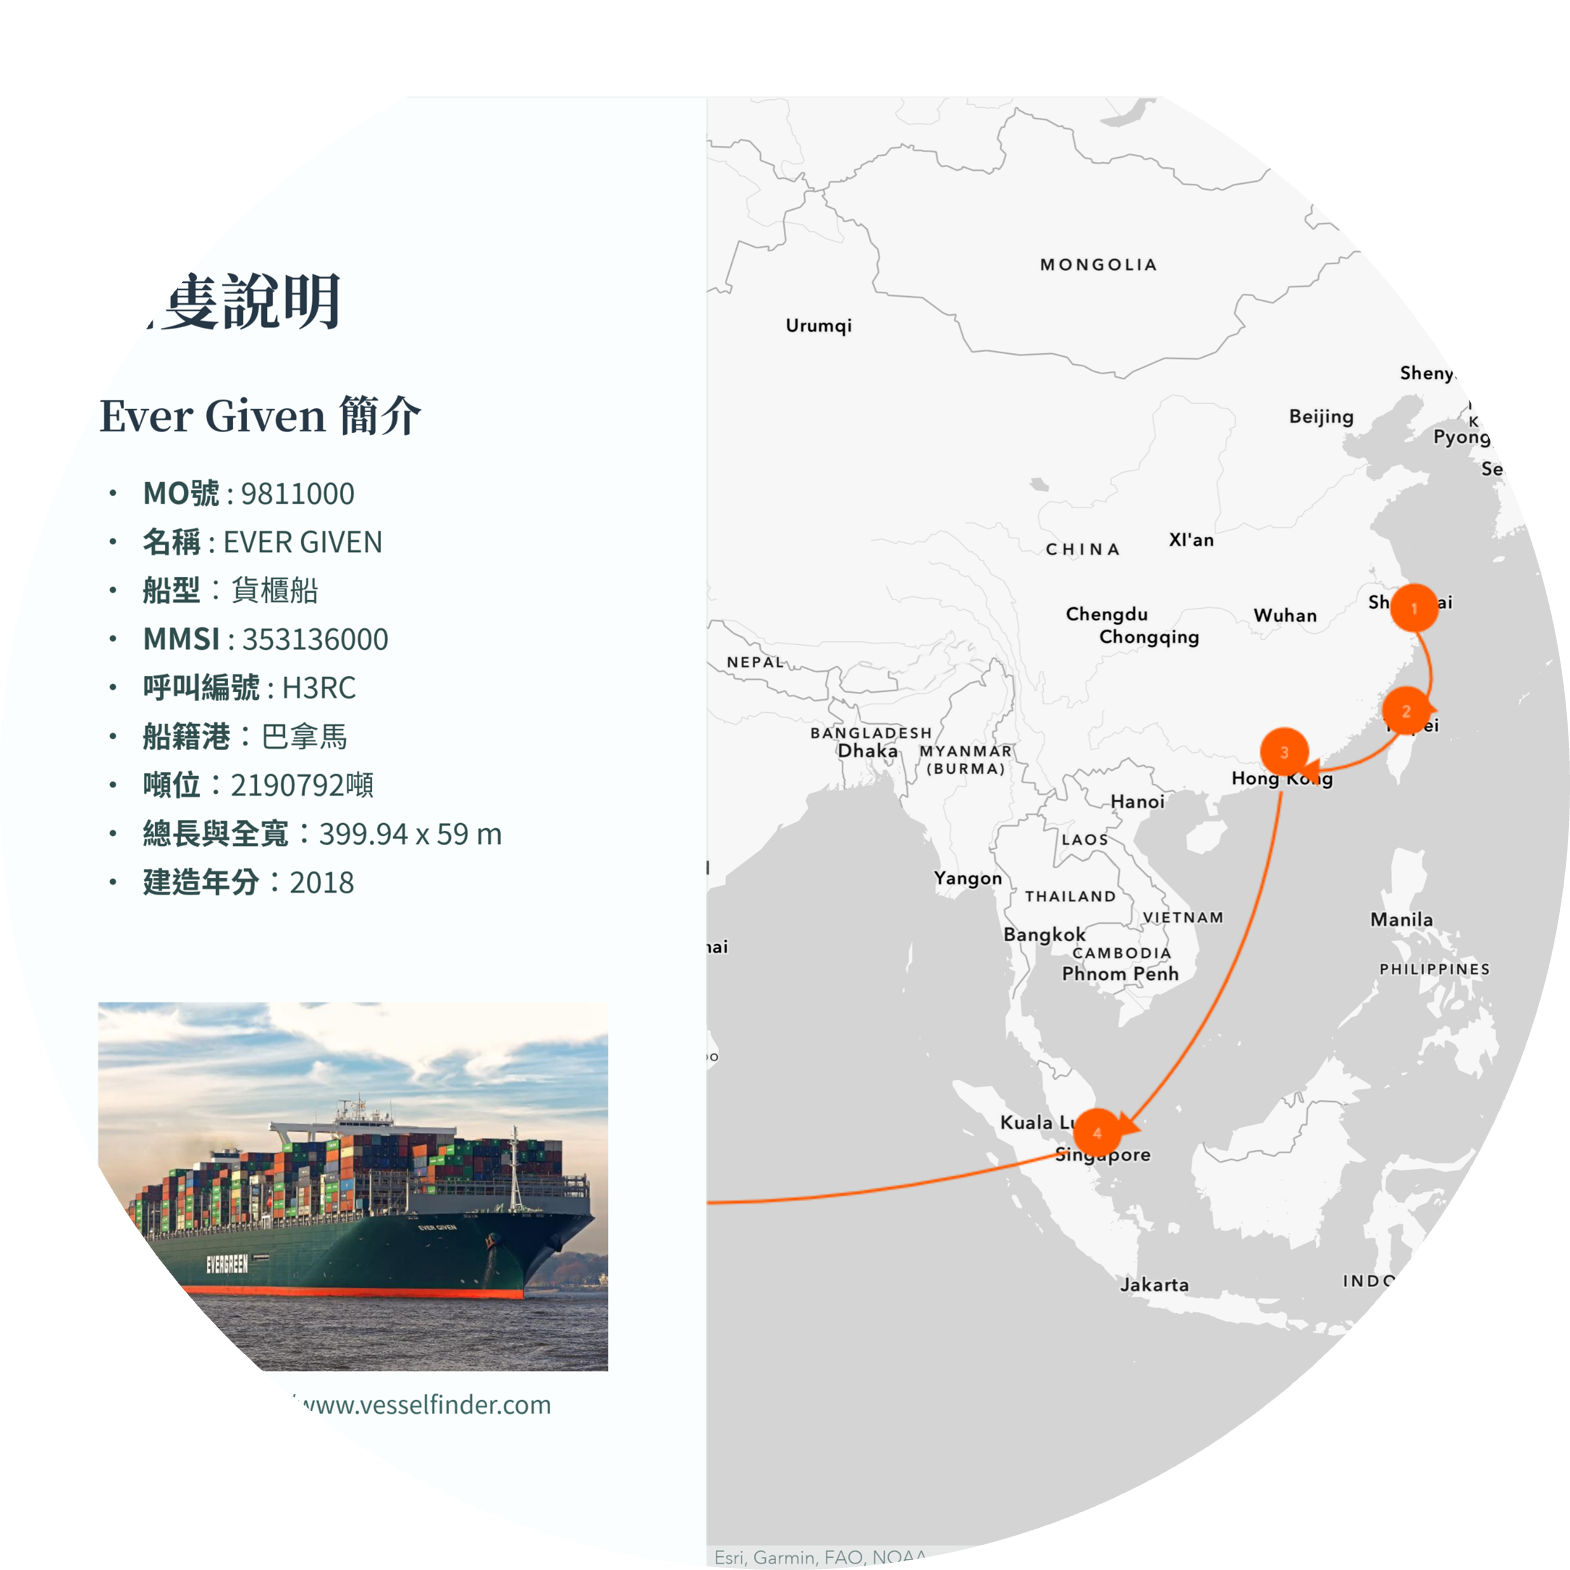 隻說明
Ever Given 簡介
• MO號 : 9811000
• 名稱 : EVER GIVEN
• 船型：貨櫃船
• MMSI : 353136000
• 呼叫編號 : H3RC
• 船籍港：巴拿馬
• 噸位：2190792噸
• 總長與全寬：399.94 x 59 m
• 建造年分：2018
EVER GIVEN
EVERGREEN
www.vesselfinder.com
MONGOLIA
Urumqi
Sheny
Beijing
K
Pyong
Se
CHINA
XI'an
Sh
1
ai
Chengdu
Wuhan
Chongqing
NEPAL
2
pei
BANGLADESH
Dhaka
MYANMAR
(BURMA)
3
Hong Kong
Hanoi
LAOS
Yangon
THAILAND
VIETNAM
Manila
Bangkok
CAMBODIA
Phnom Penh
PHILIPPINES
nai
Kuala Lu
4
Singapore
Jakarta
INDO
Esri, Garmin, FAO, NOAA